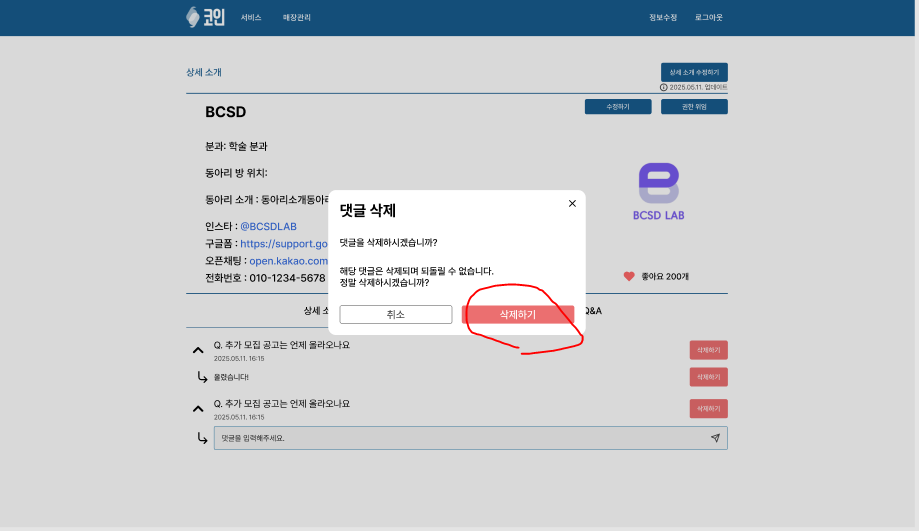 코인 서비스 매장관리 정보수정 로그아웃
상세 소개 상세 소개 수정하기
2025.05.11. 업데이트
BCSD 수정하기 권한 위임
분과: 학술 분과
동아리 방 위치:
동아리 소개 : 동아리소개동아리
인스타 : @BCSDLAB
구글폼 : https://support.go
오픈채팅 : open.kakao.com
전화번호 : 010-1234-5678
BCSD LAB
좋아요 200개
댓글 삭제
댓글을 삭제하시겠습니까?
해당 댓글은 삭제되며 되돌릴 수 없습니다.
정말 삭제하시겠습니까?
취소 삭제하기
상세 소 Q&A
Q. 추가 모집 공고는 언제 올라오나요
2025.05.11. 16:15
삭제하기
올렸습니다! 삭제하기
Q. 추가 모집 공고는 언제 올라오나요
2025.05.11. 16:15
삭제하기
댓글을 입력해주세요.